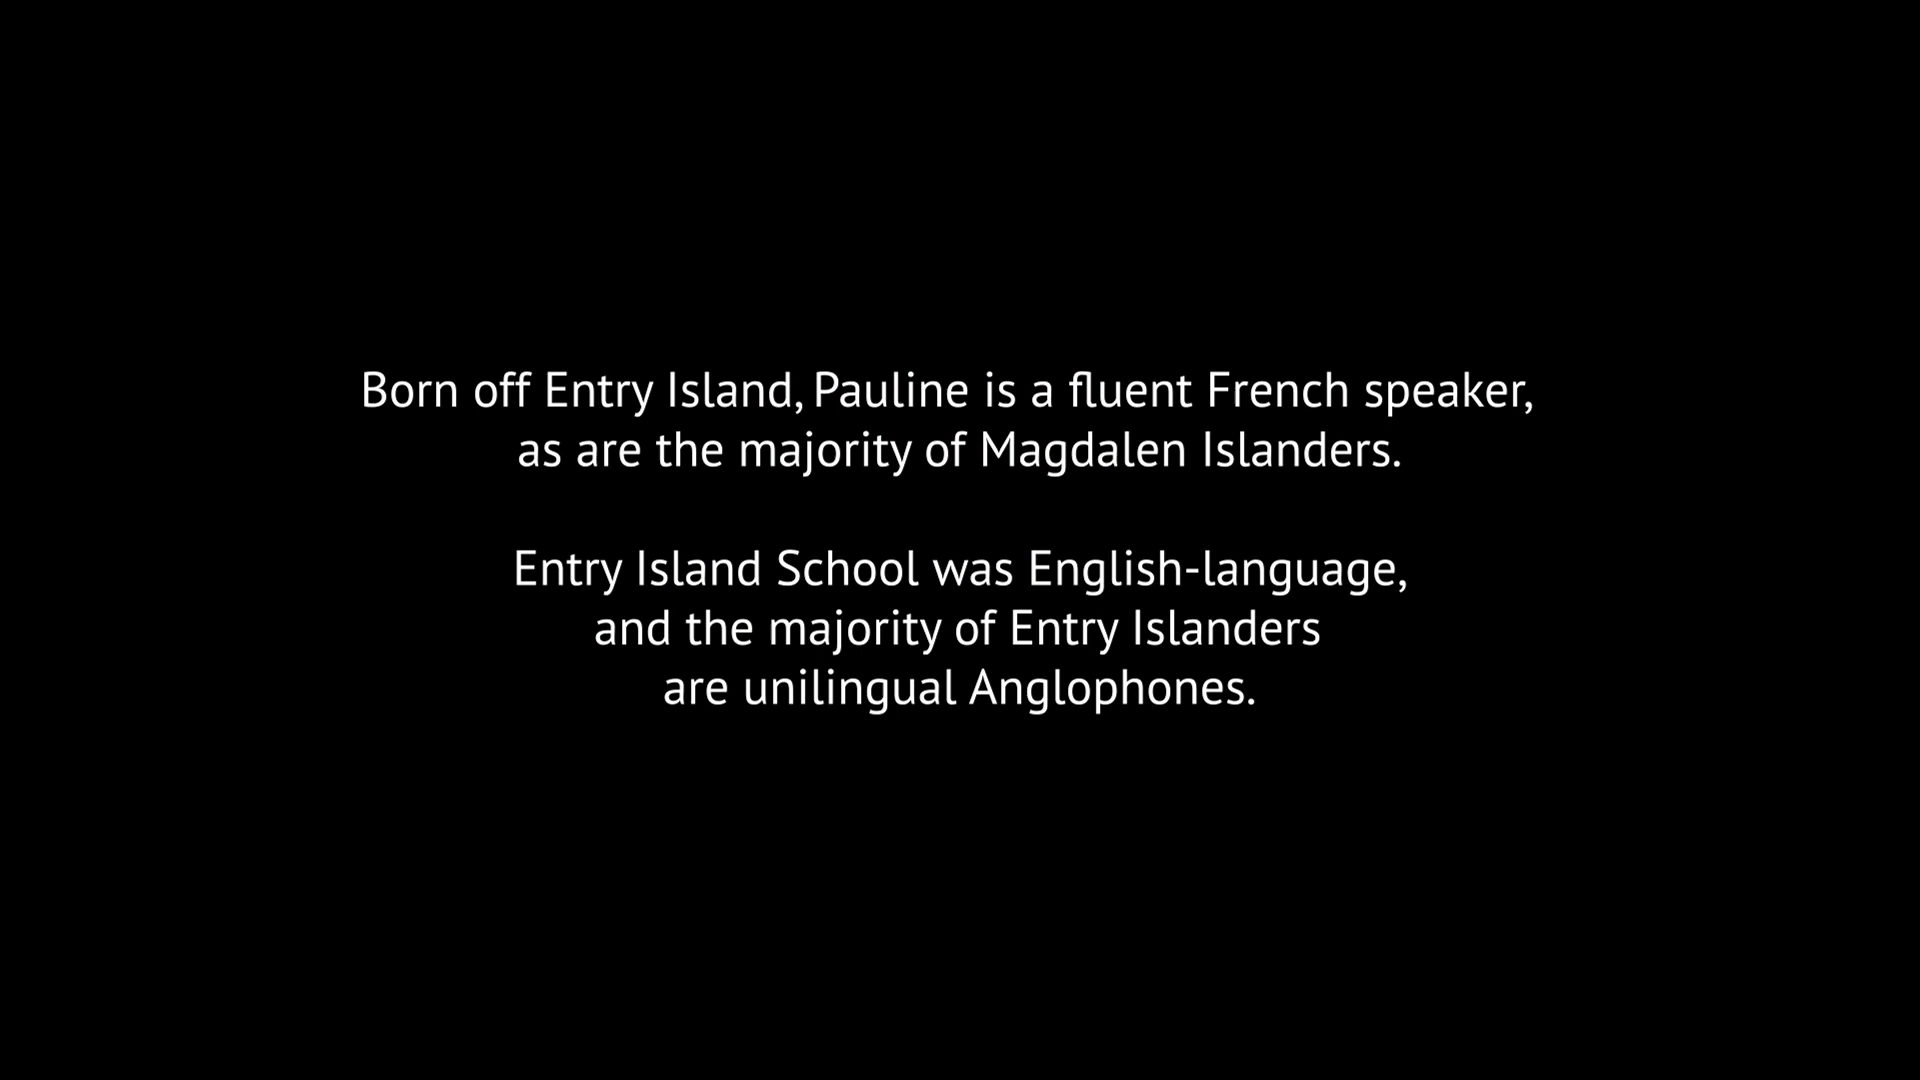 Born off Entry Island, Pauline is a fluent French speaker,
as are the majority of Magdalen Islanders.
Entry Island School was English-language,
and the majority of Entry Islanders
are unilingual Anglophones.